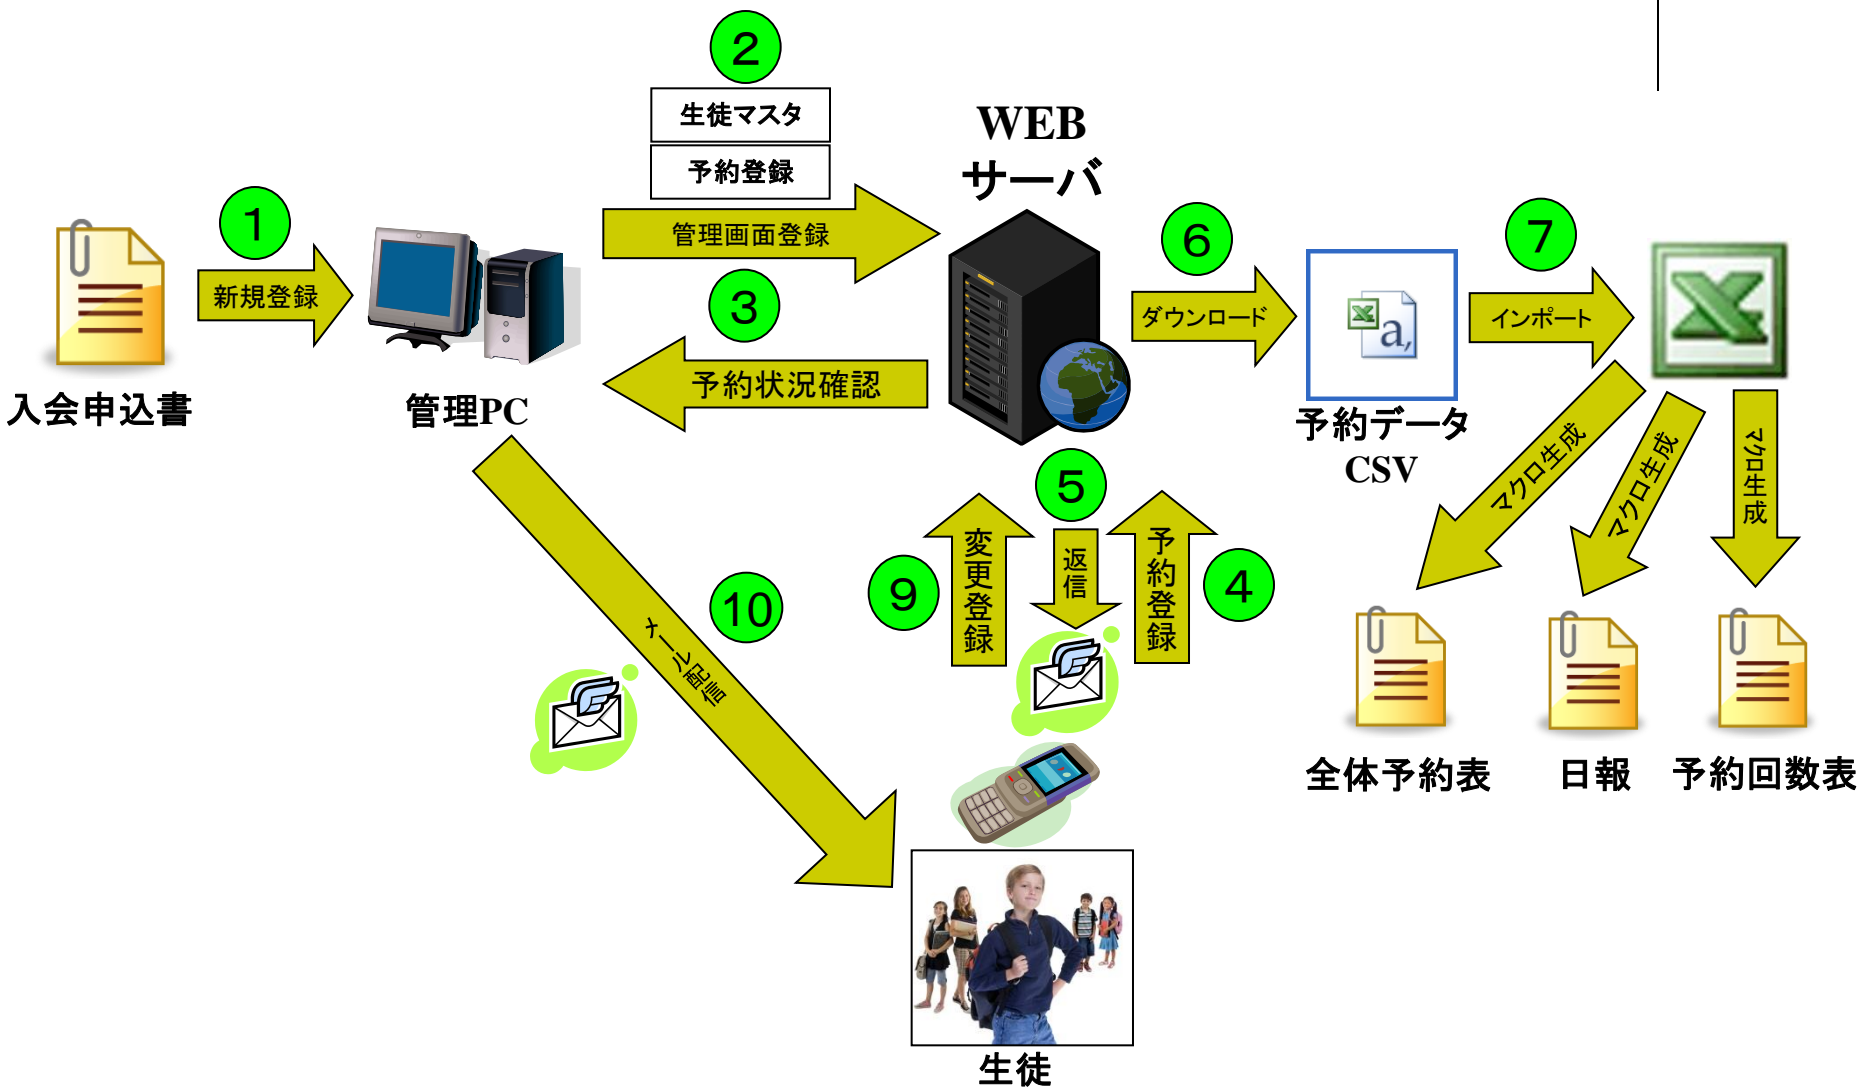 2
生徒マスタ
予約登録
WEB
サーバ
1
新規登録
管理画面登録
3
予約状況確認
6
ダウンロード
7
インポート
入会申込書
管理PC
a,
予約データ
CSV
マクロ生成
マクロ生成
マクロ生成
5
返信
9
変更登録
4
予約登録
10
メール配信
全体予約表
日報
予約回数表
生徒